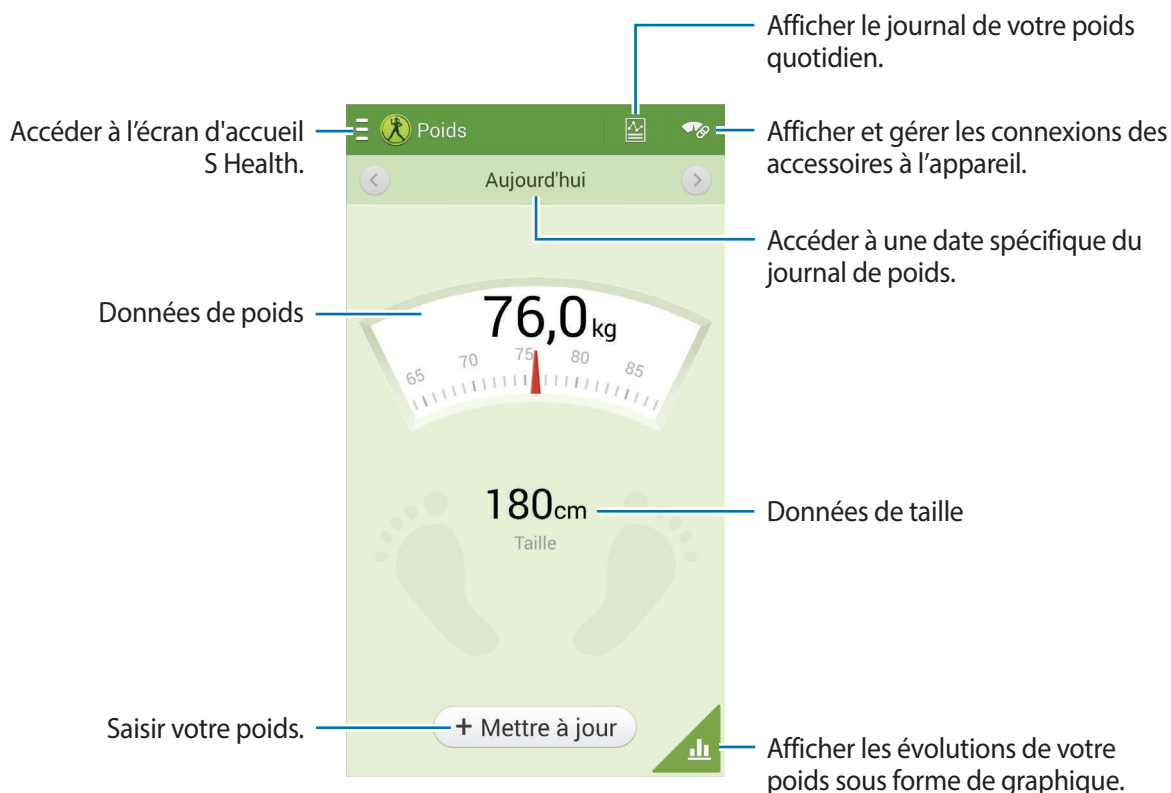 Afficher le journal de votre poids
quotidien.
Accéder à l’écran d'accueil
S Health.
Poids
Afficher et gérer les connexions des
accessoires à l’appareil.
Aujourd'hui
Accéder à une date spécifique du
journal de poids.
Données de poids
76,0 kg
65 70 75 80 85
180cm
Taille
Données de taille
Saisir votre poids.
+ Mettre à jour
Afficher les évolutions de votre
poids sous forme de graphique.